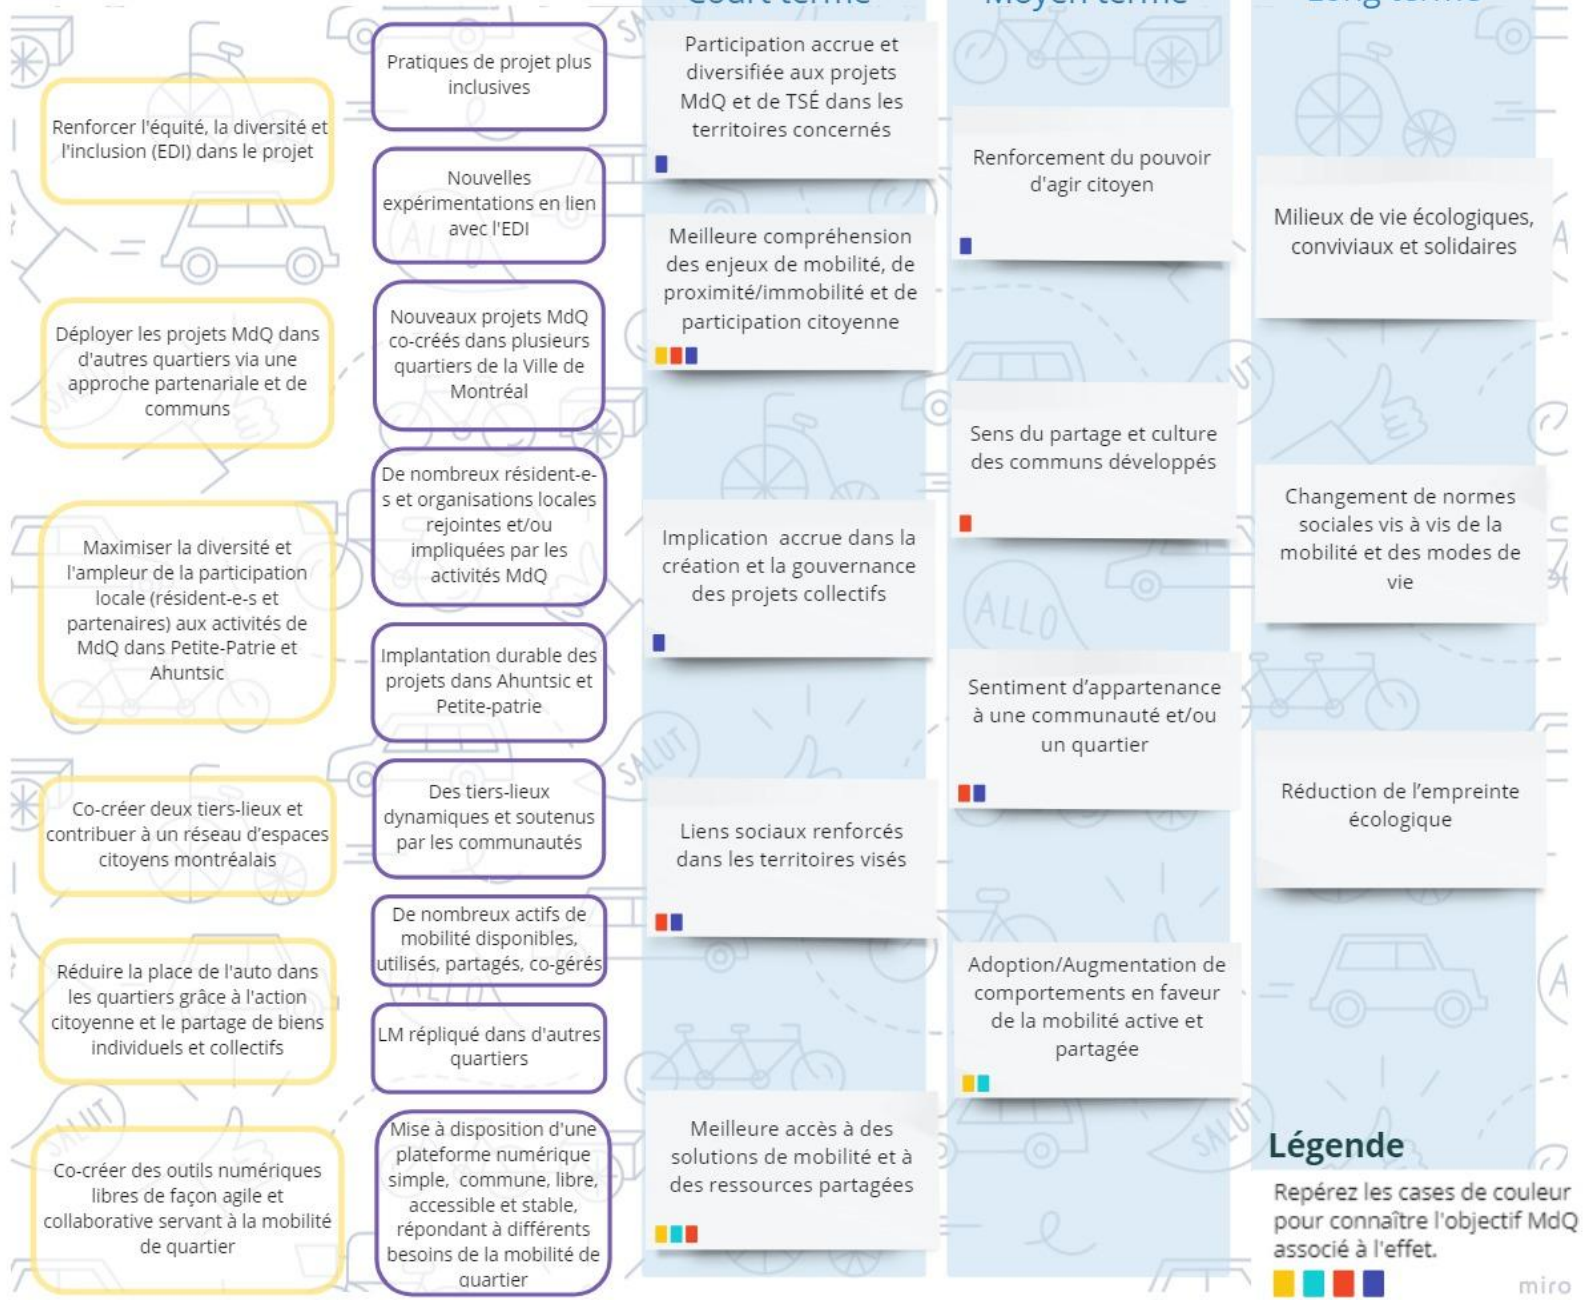 Court terme
Moyen terme
Long terme
Renforcer l'équité, la diversité et
l'inclusion (EDI) dans le projet
Déployer les projets MdQ dans
d'autres quartiers via une
approche partenariale et de
communs
Maximiser la diversité et
l'ampleur de la participation
locale (résident-e-s et
partenaires) aux activités de
MdQ dans Petite-Patrie et
Ahuntsic
Co-créer deux tiers-lieux et
contribuer à un réseau d'espaces
citoyens montréalais
Réduire la place de l'auto dans
les quartiers grâce à l'action
citoyenne et le partage de biens
individuels et collectifs
Co-créer des outils numériques
libres de façon agile et
collaborative servant à la mobilité
de quartier
Pratiques de projet plus
inclusives
Nouvelles
expérimentations en lien
avec l'EDI
Nouveaux projets MdQ
co-créés dans plusieurs
quartiers de la Ville de
Montréal
De nombreux résident-e-
s et organisations locales
rejointes et/ou
impliquées par les
activités MdQ
Implantation durable des
projets dans Ahuntsic et
Petite-patrie
Des tiers-lieux
dynamiques et soutenus
par les communautés
De nombreux actifs de
mobilité disponibles,
utilisés, partagés, co-gérés
LM répliqué dans d'autres
quartiers
Mise à disposition d'une
plateforme numérique
simple, commune, libre,
accessible et stable,
répondant à différents
besoins de la mobilité de
quartier
Participation accrue et
diversifiée aux projets
MdQ et de TSÉ dans les
territoires concernés
Meilleure compréhension
des enjeux de mobilité, de
proximité/immobilité et de
participation citoyenne
Implication accrue dans la
création et la gouvernance
des projets collectifs
Liens sociaux renforcés
dans les territoires visés
Meilleure accès à des
solutions de mobilité et à
des ressources partagées
Renforcement du pouvoir
d'agir citoyen
Sens du partage et culture
des communs développés
Sentiment d'appartenance
à une communauté et/ou
un quartier
Adoption/Augmentation de
comportements en faveur
de la mobilité active et
partagée
Milieux de vie écologiques,
conviviaux et solidaires
Changement de normes
sociales vis à vis de la
mobilité et des modes de
vie
Réduction de l'empreinte
écologique
Légende
Repérez les cases de couleur
pour connaître l'objectif MdQ
associé à l'effet.
miro
ALLO
SALUT
ALLO
SALUT
SALUT
ALLO
SALUT